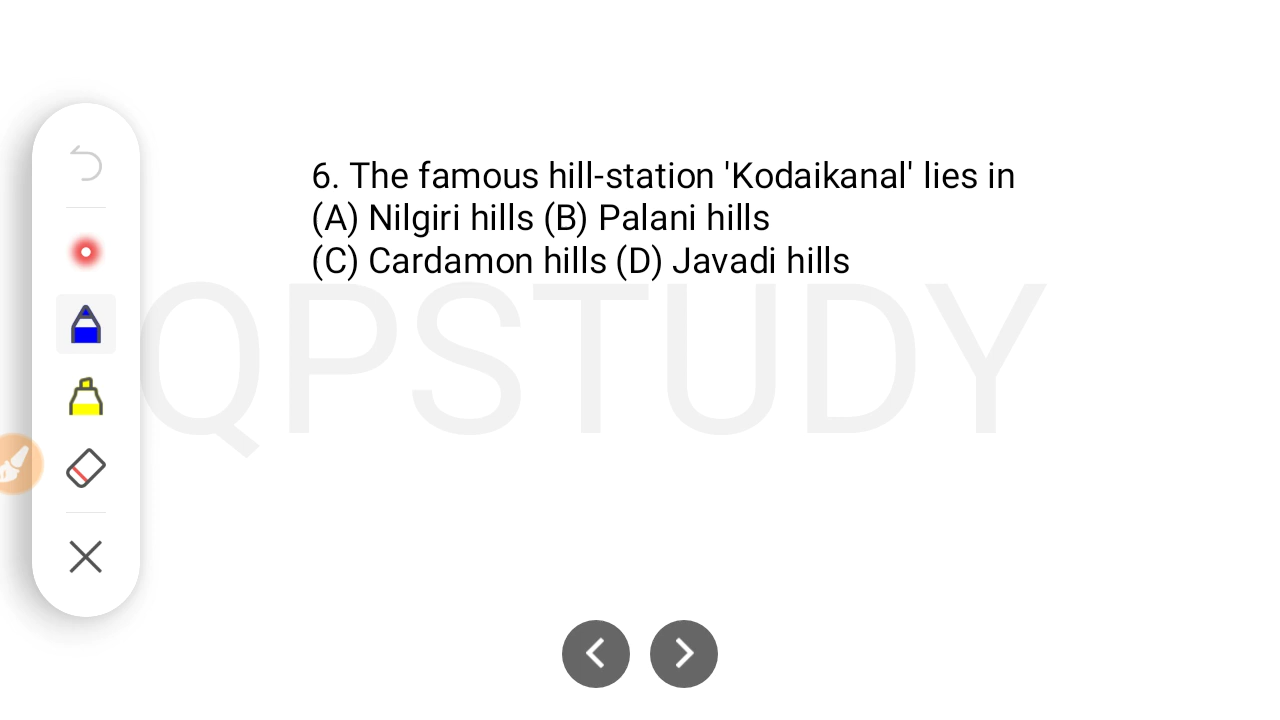 6. The famous hill-station 'Kodaikanal' lies in
(A) Nilgiri hills (B) Palani hills
(C) Cardamon hills (D) Javadi hills
QPSTUDY